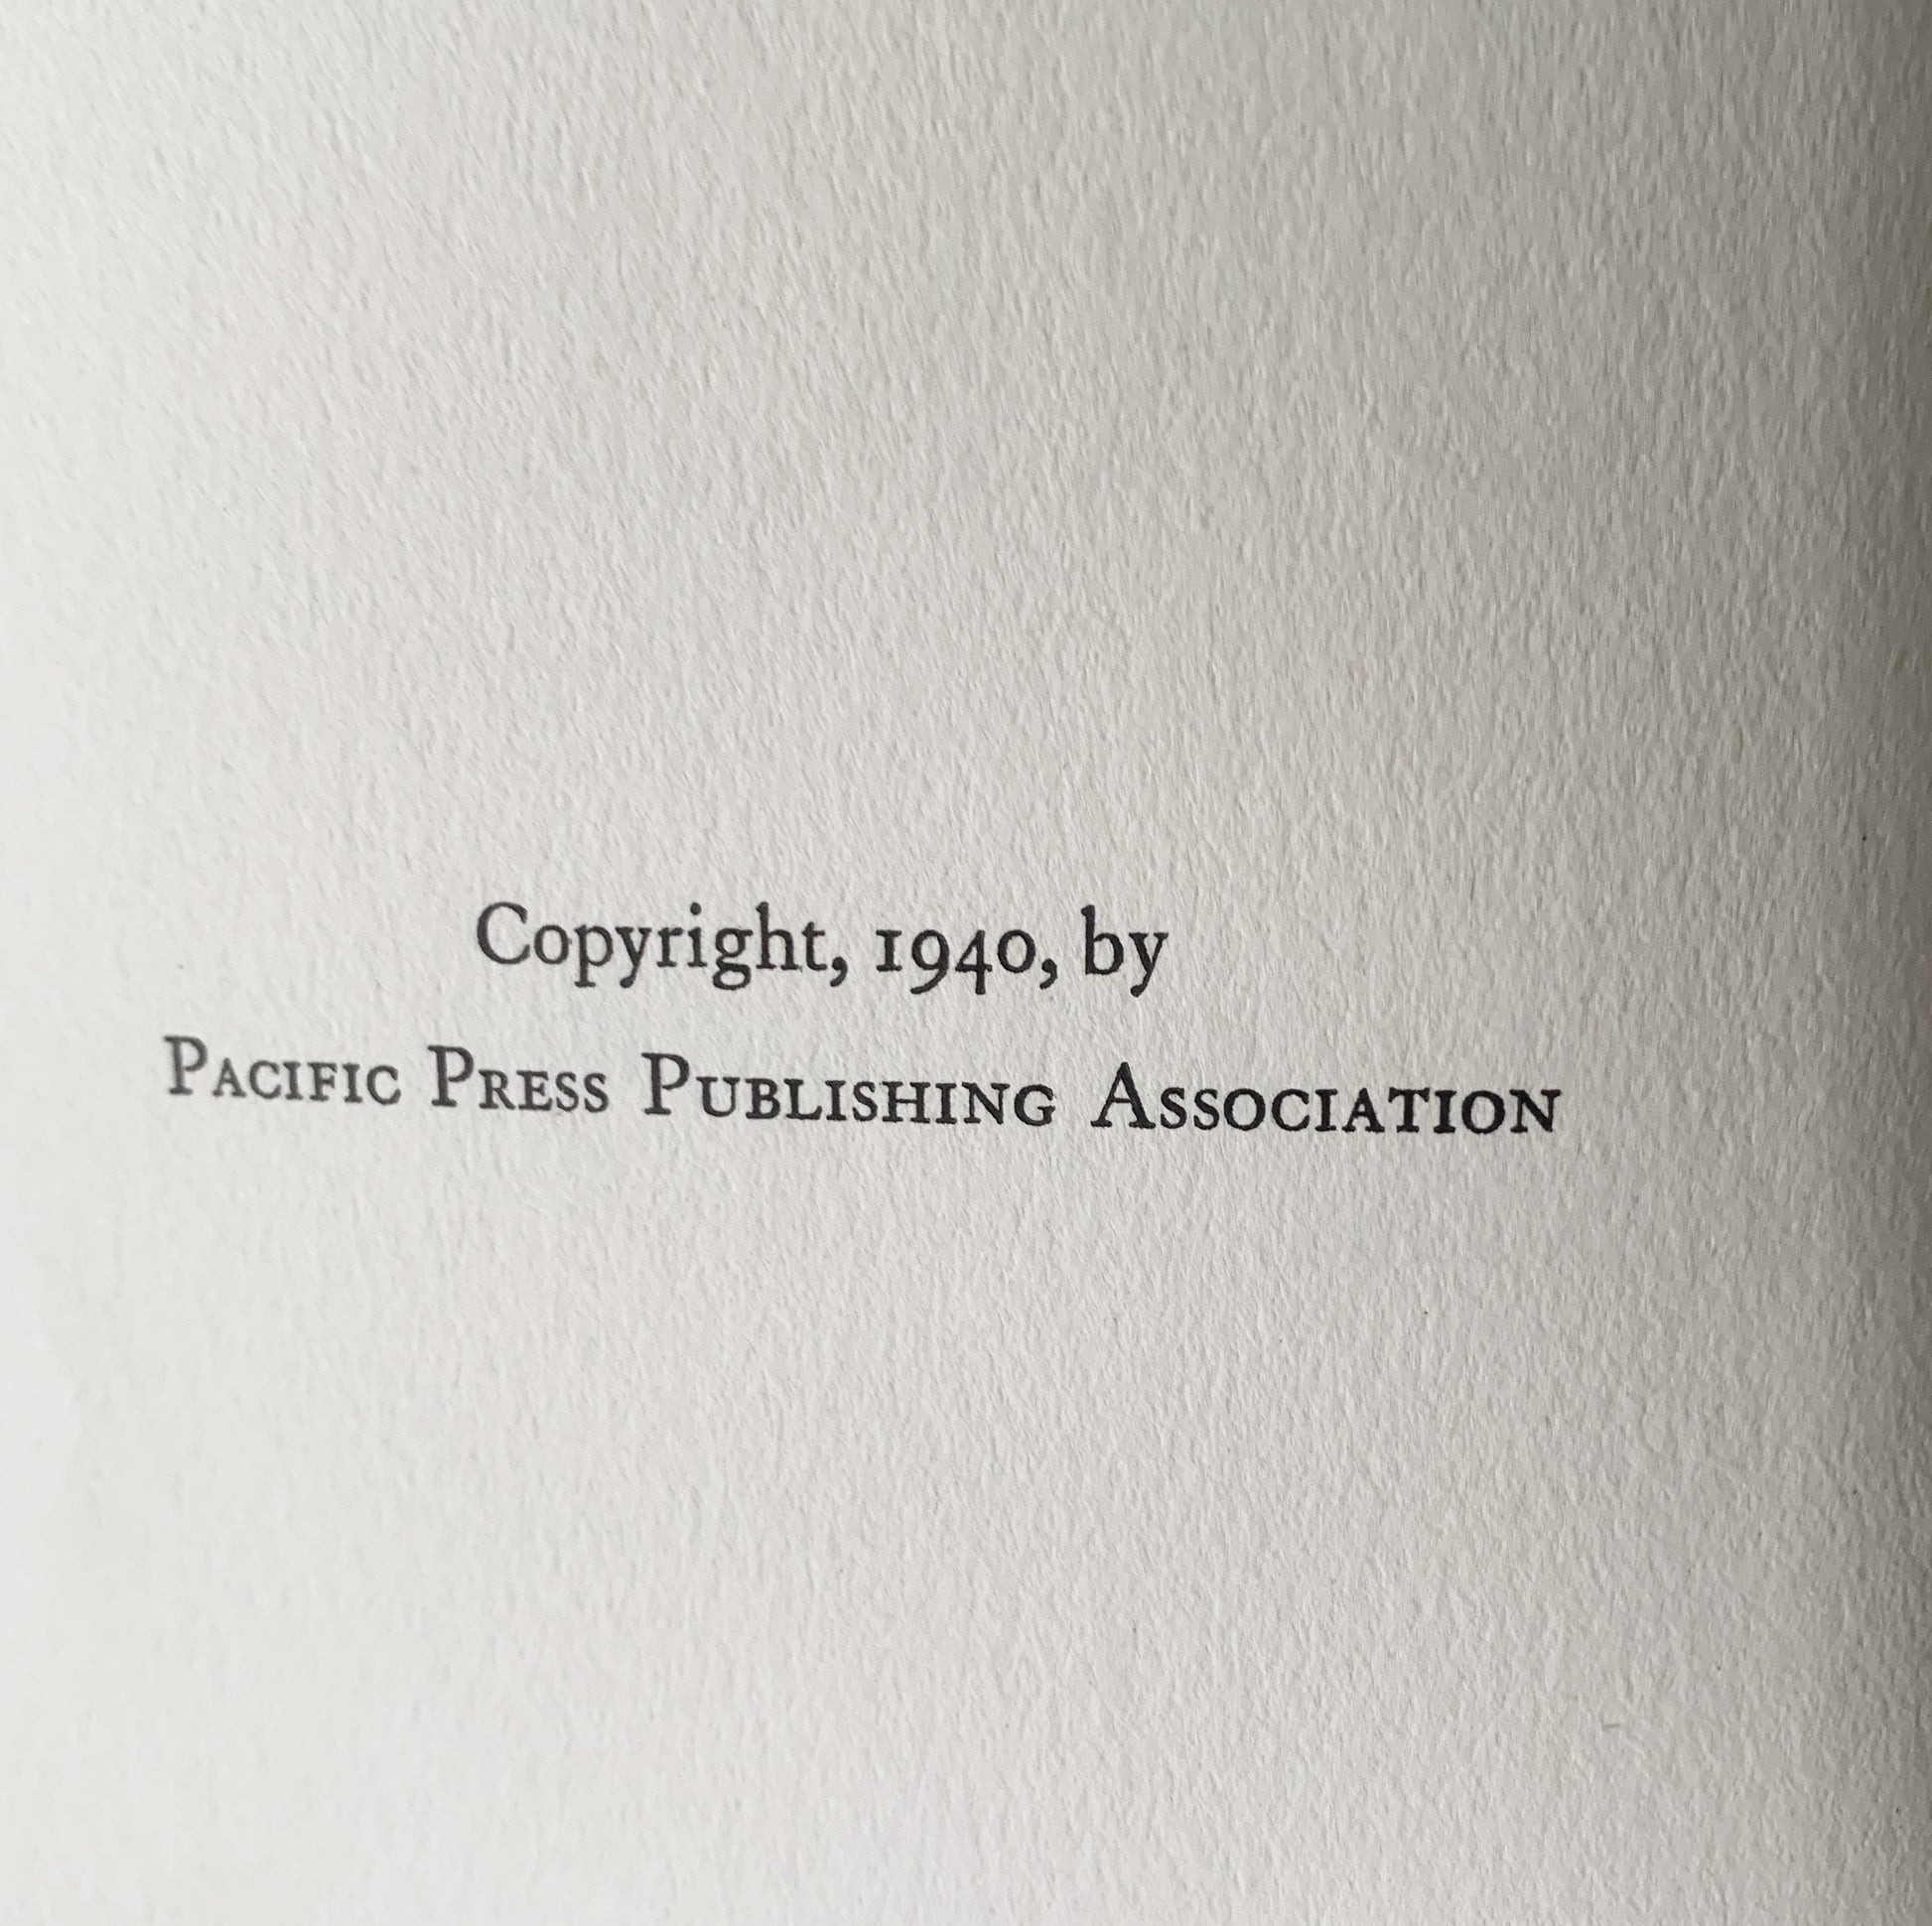 Copyright, 1940, by
Pacific Press Publishing Association